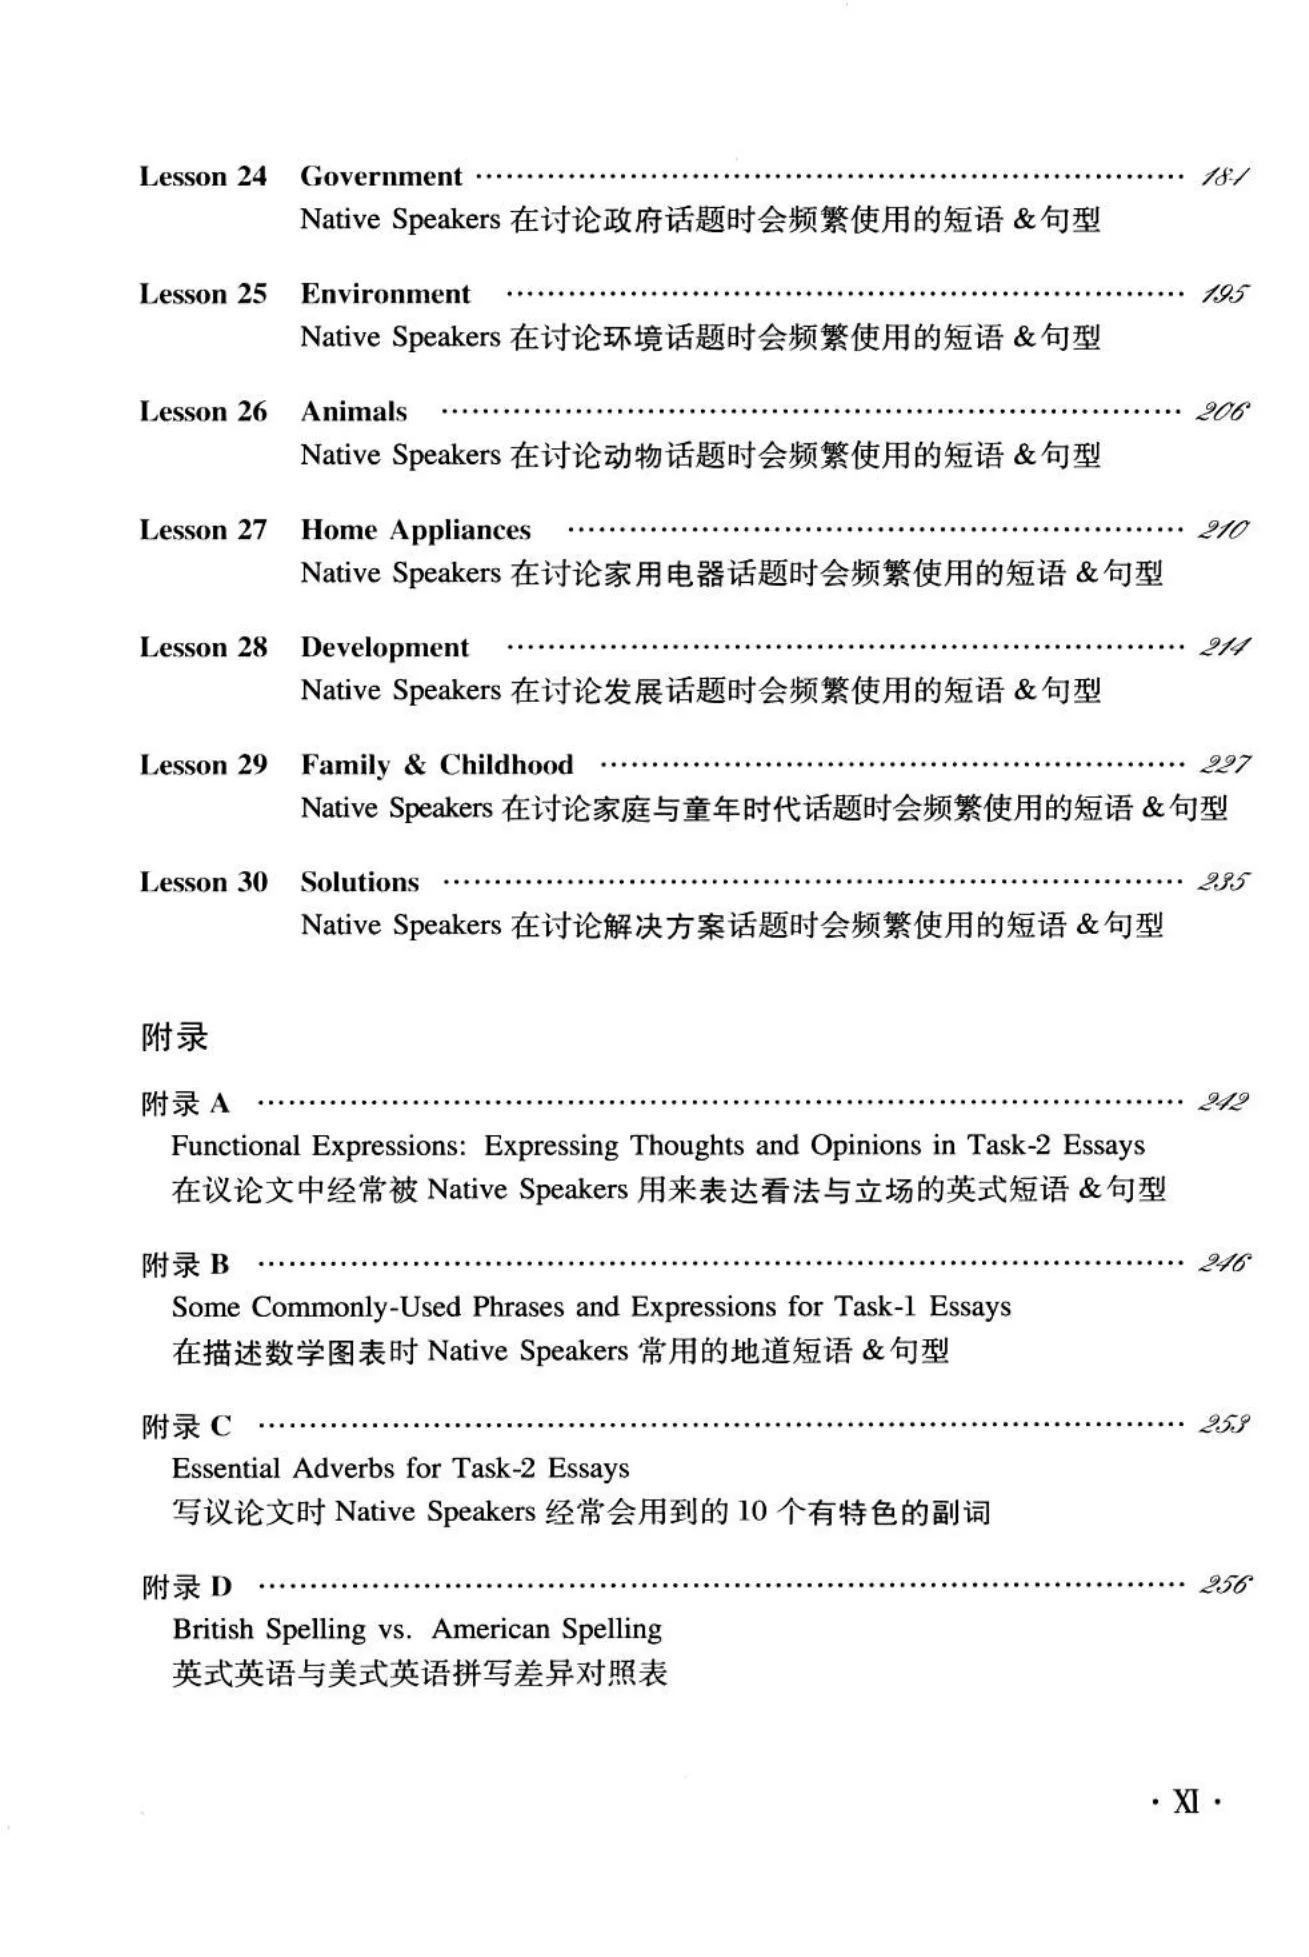 Lesson 24 Government ………………………………………………………… 181
Native Speakers 在讨论政府话题时会频繁使用的短语 & 句型
Lesson 25 Environment ………………………………………………………… 195
Native Speakers 在讨论环境话题时会频繁使用的短语 & 句型
Lesson 26 Animals ………………………………………………………… 206
Native Speakers 在讨论动物话题时会频繁使用的短语 & 句型
Lesson 27 Home Appliances ………………………………………………………… 210
Native Speakers 在讨论家用电器话题时会频繁使用的短语 & 句型
Lesson 28 Development ………………………………………………………… 214
Native Speakers 在讨论发展话题时会频繁使用的短语 & 句型
Lesson 29 Family & Childhood ………………………………………………………… 227
Native Speakers 在讨论家庭与童年时代话题时会频繁使用的短语 & 句型
Lesson 30 Solutions ………………………………………………………… 235
Native Speakers 在讨论解决方案话题时会频繁使用的短语 & 句型
附录
附录 A ………………………………………………………… 242
Functional Expressions: Expressing Thoughts and Opinions in Task-2 Essays
在议论文中经常被 Native Speakers 用来表达看法与立场的英式短语 & 句型
附录 B ………………………………………………………… 246
Some Commonly-Used Phrases and Expressions for Task-1 Essays
在描述数学图表时 Native Speakers 常用的地道短语 & 句型
附录 C ………………………………………………………… 253
Essential Adverbs for Task-2 Essays
写议论文时 Native Speakers 经常会用到的 10 个有特色的副词
附录 D ………………………………………………………… 256
British Spelling vs. American Spelling
英式英语与美式英语拼写差异对照表
· XI ·